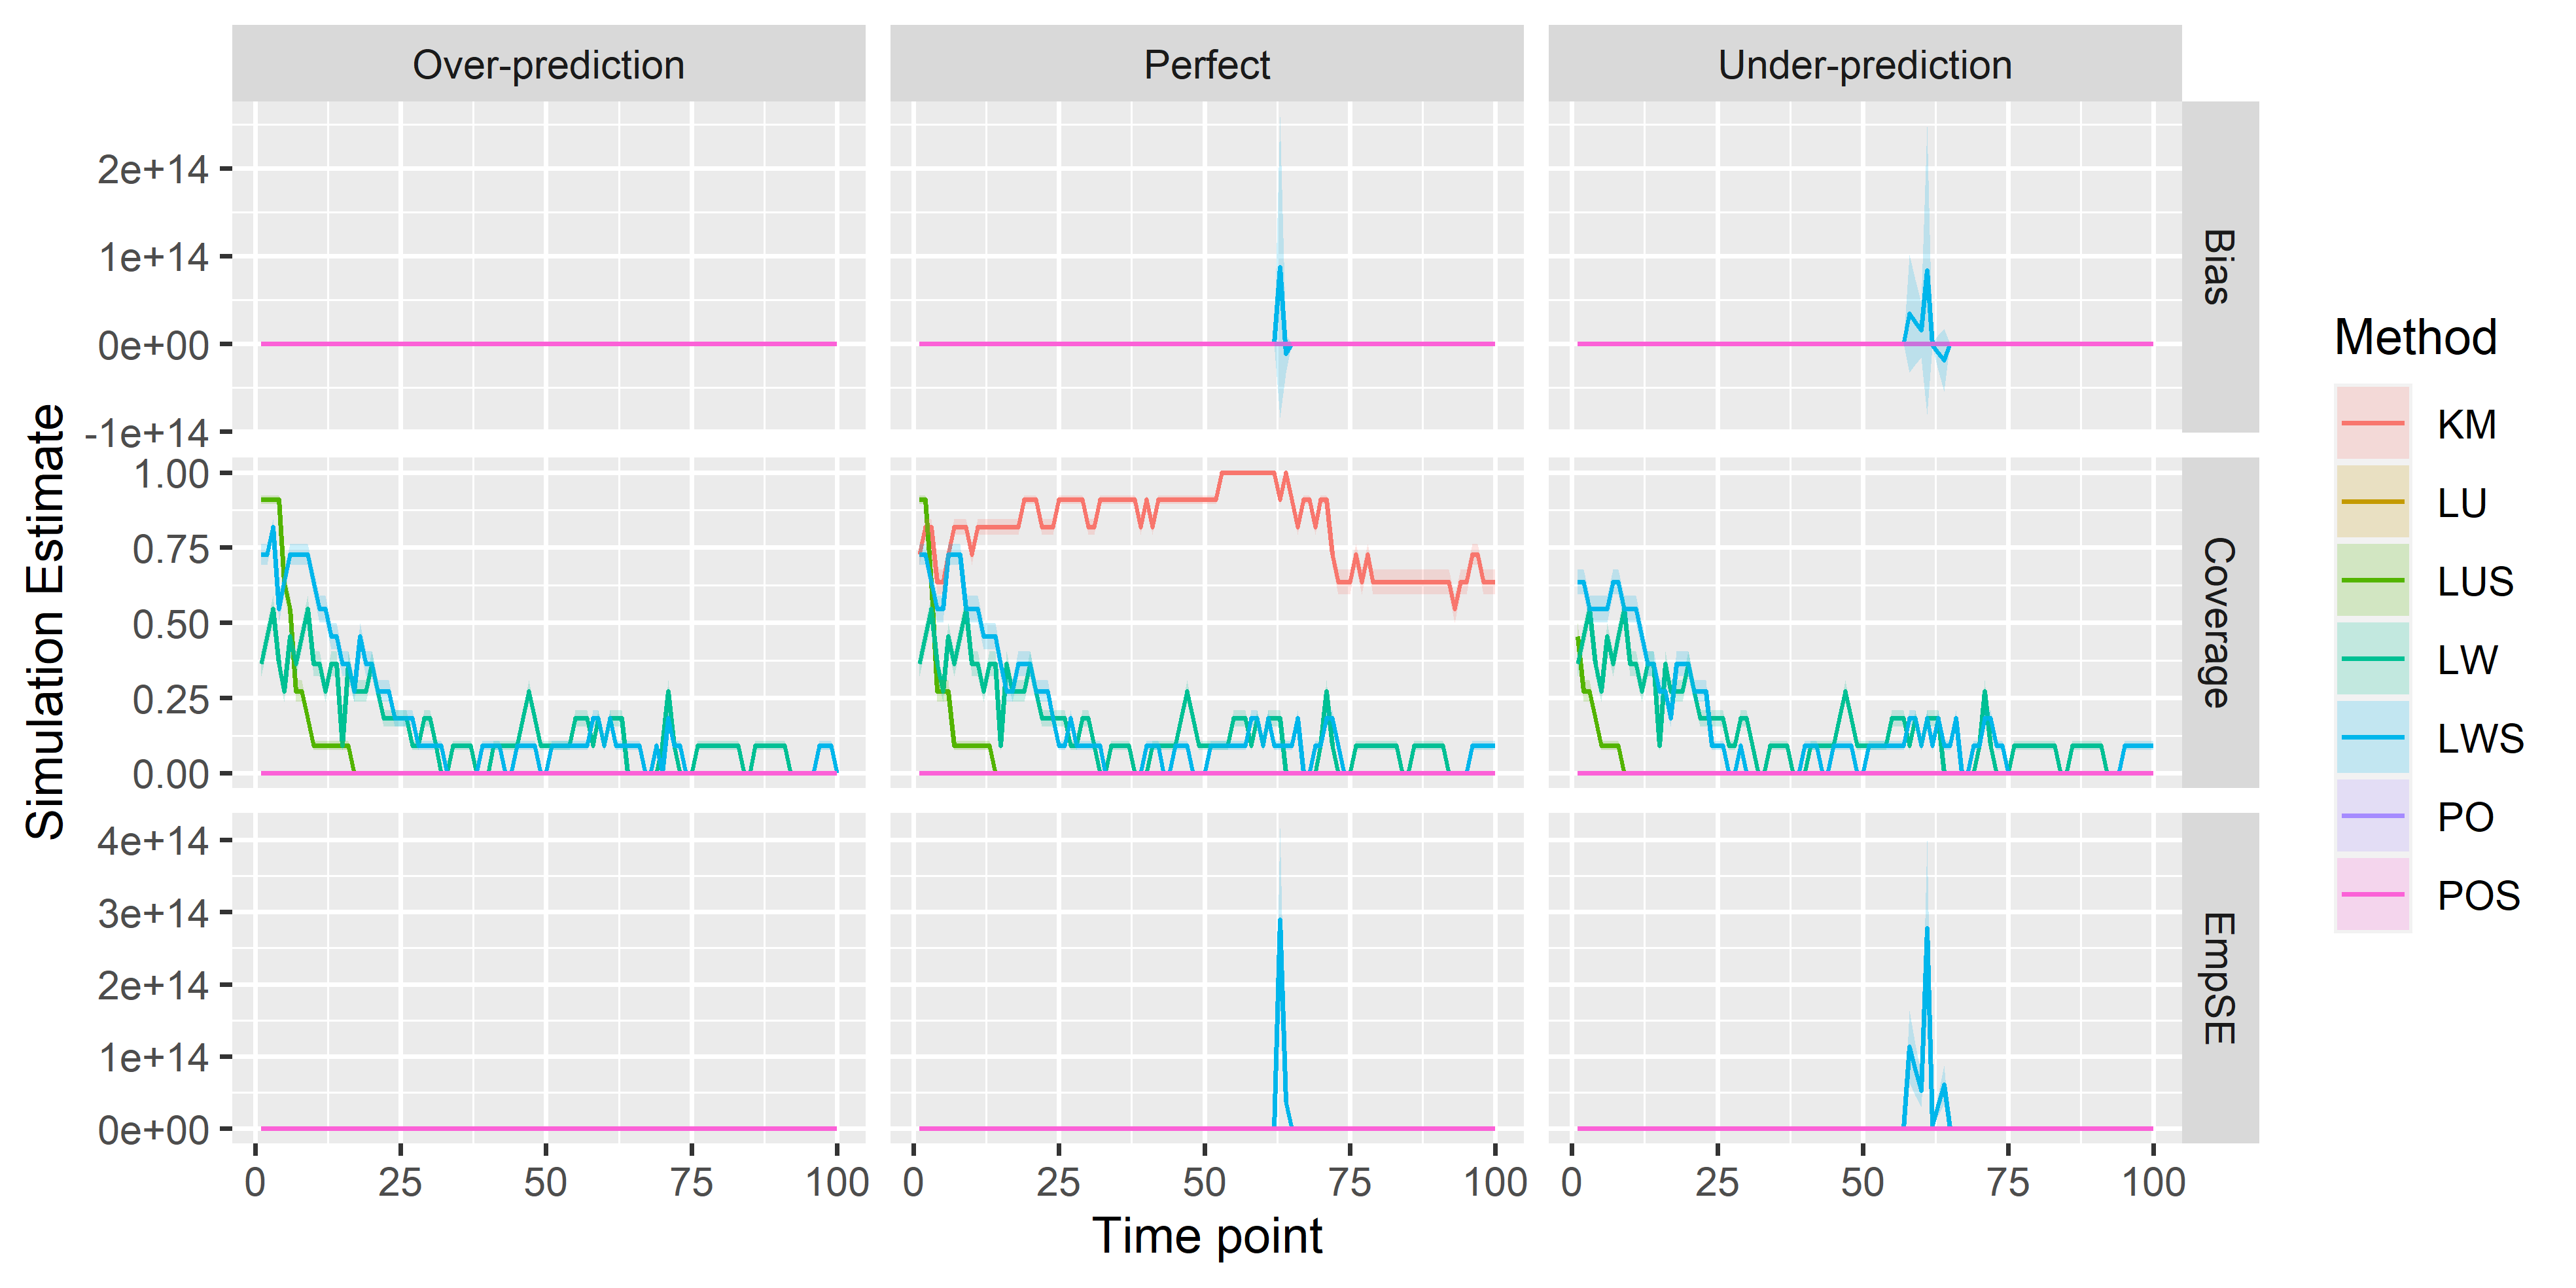 Over-prediction Perfect Under-prediction
2e+14
1e+14
0e+00
-1e+14
Bias
1.00
0.75
0.50
0.25
0.00
Coverage
4e+14
3e+14
2e+14
1e+14
0e+00
EmpSE
0 25 50 75 100 0 25 50 75 100 0 25 50 75 100
Time point
Simulation Estimate
Method
KM
LU
LUS
LW
LWS
PO
POS